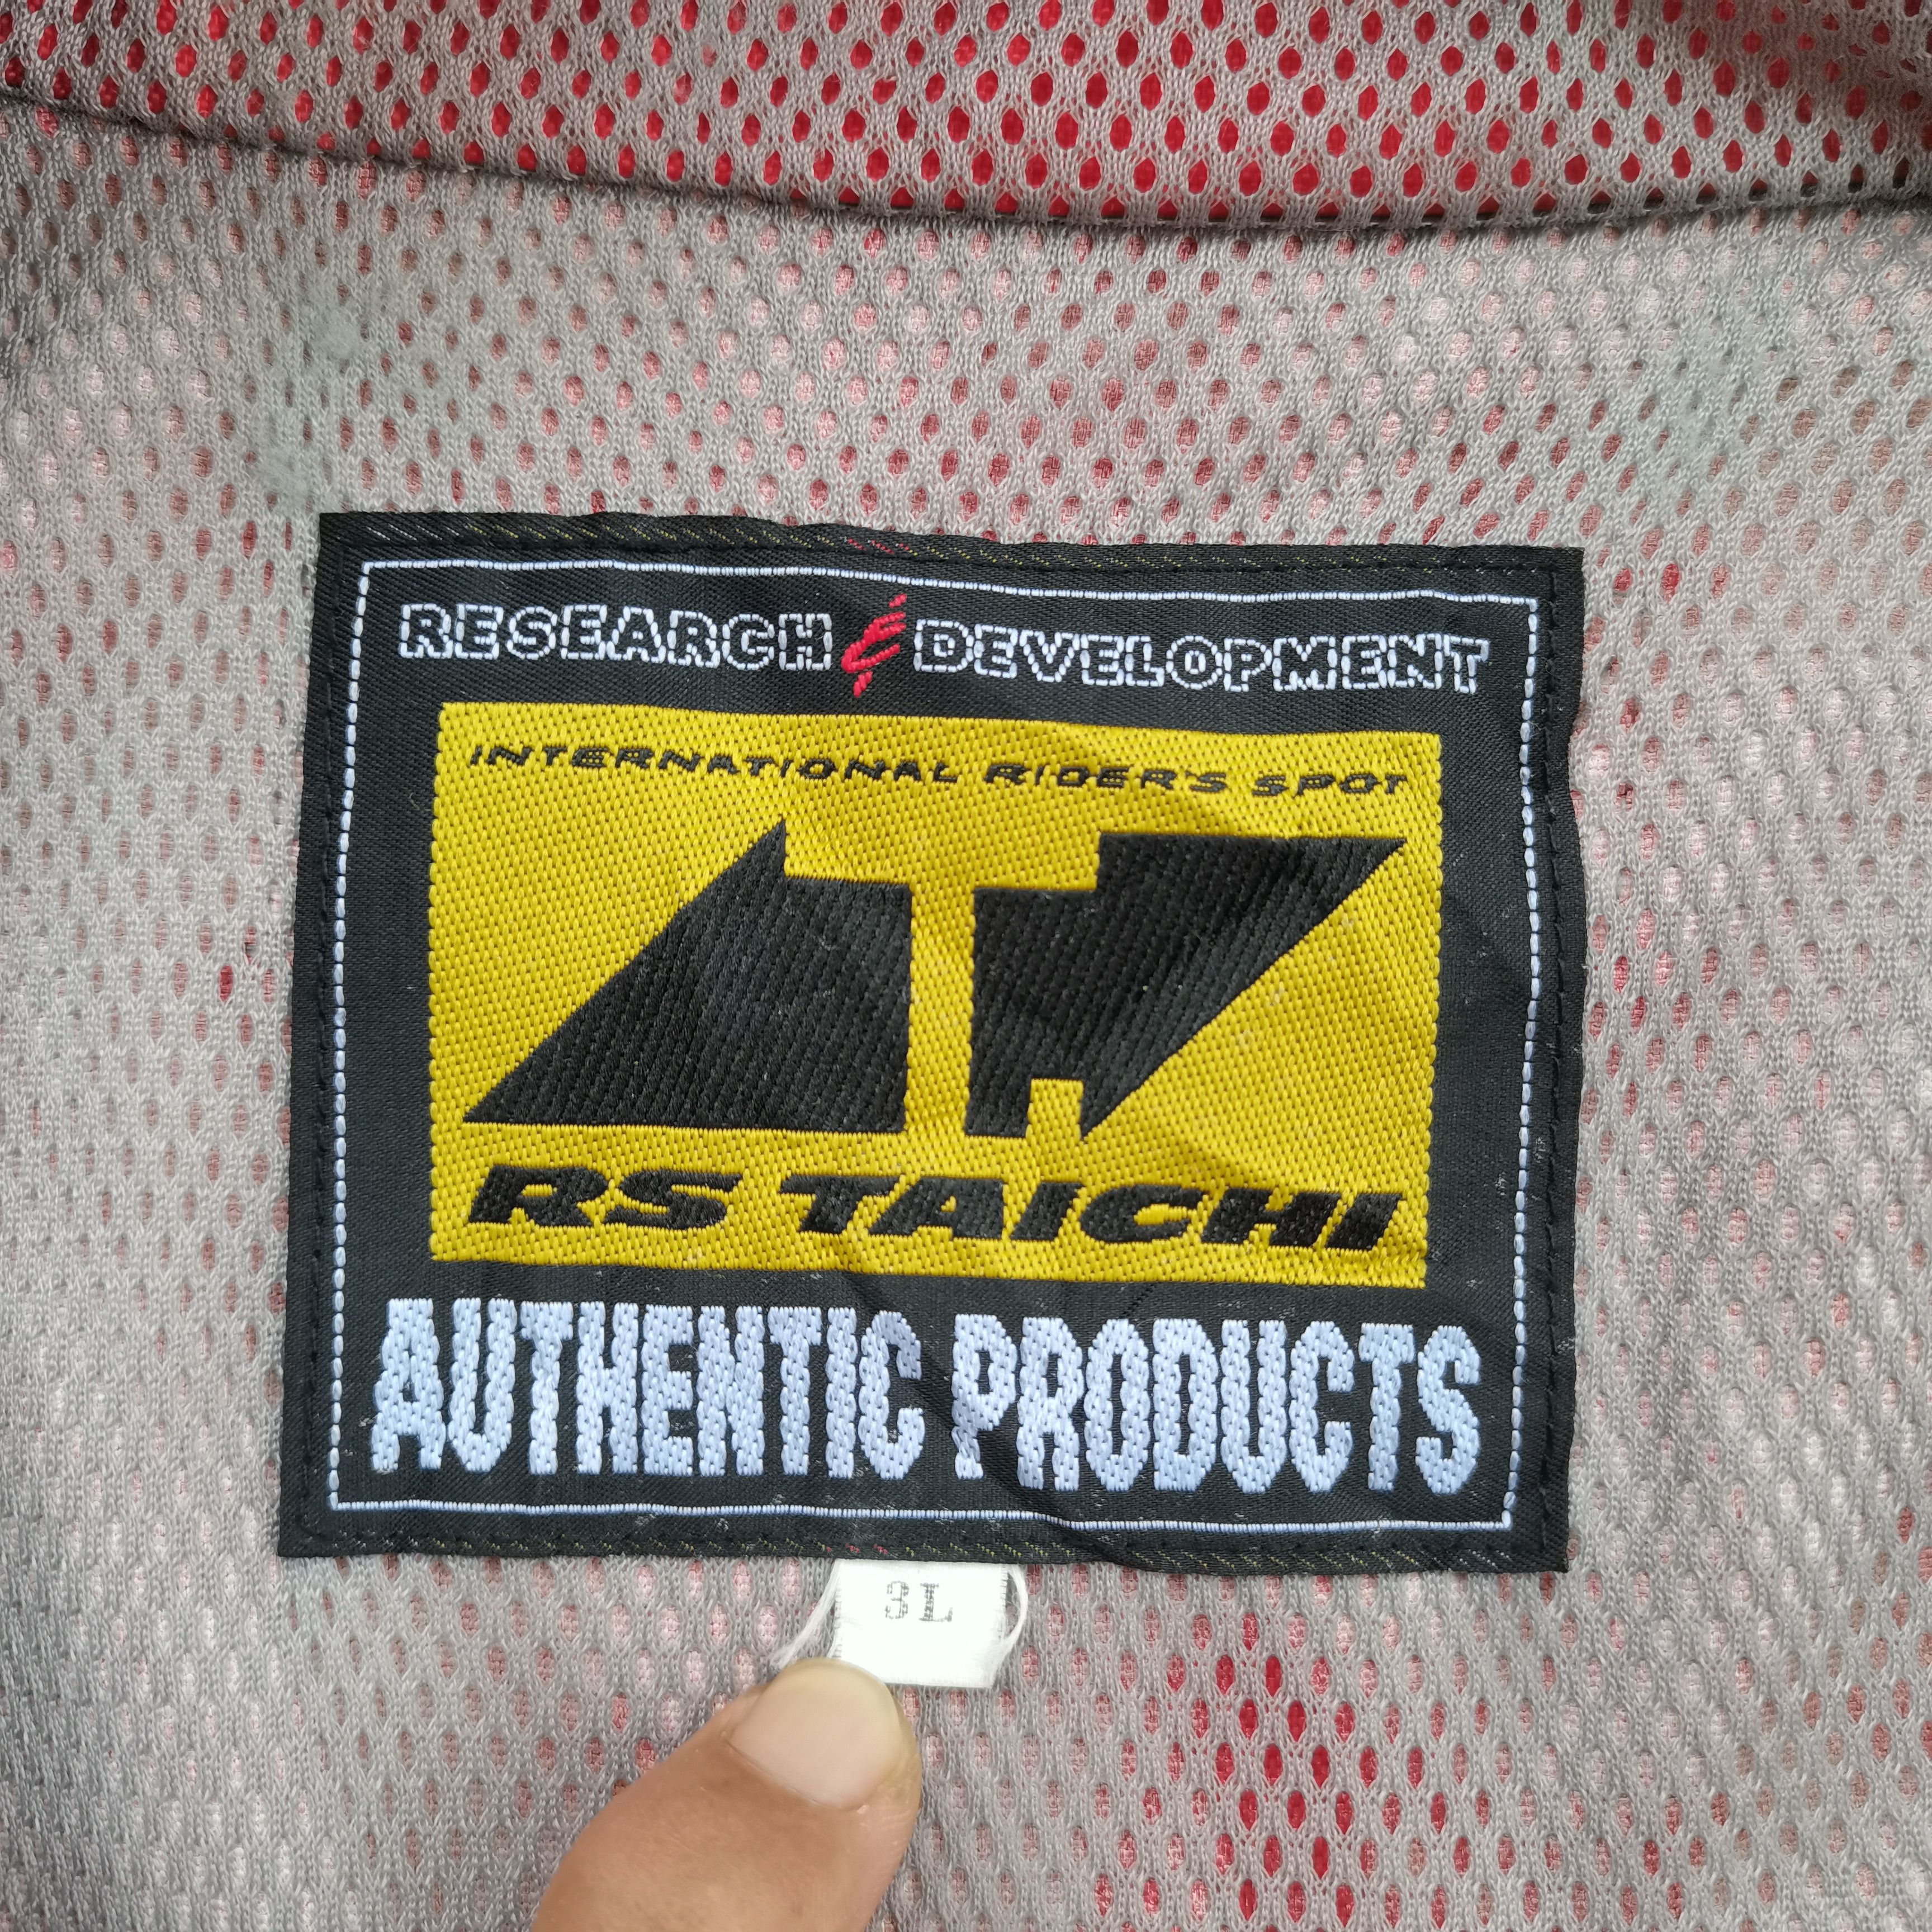 RESEARCH & DEVELOPMENT
INTERNATIONAL RIDER'S SPOT
RS TAICHI
AUTHENTIC PRODUCTS
3L